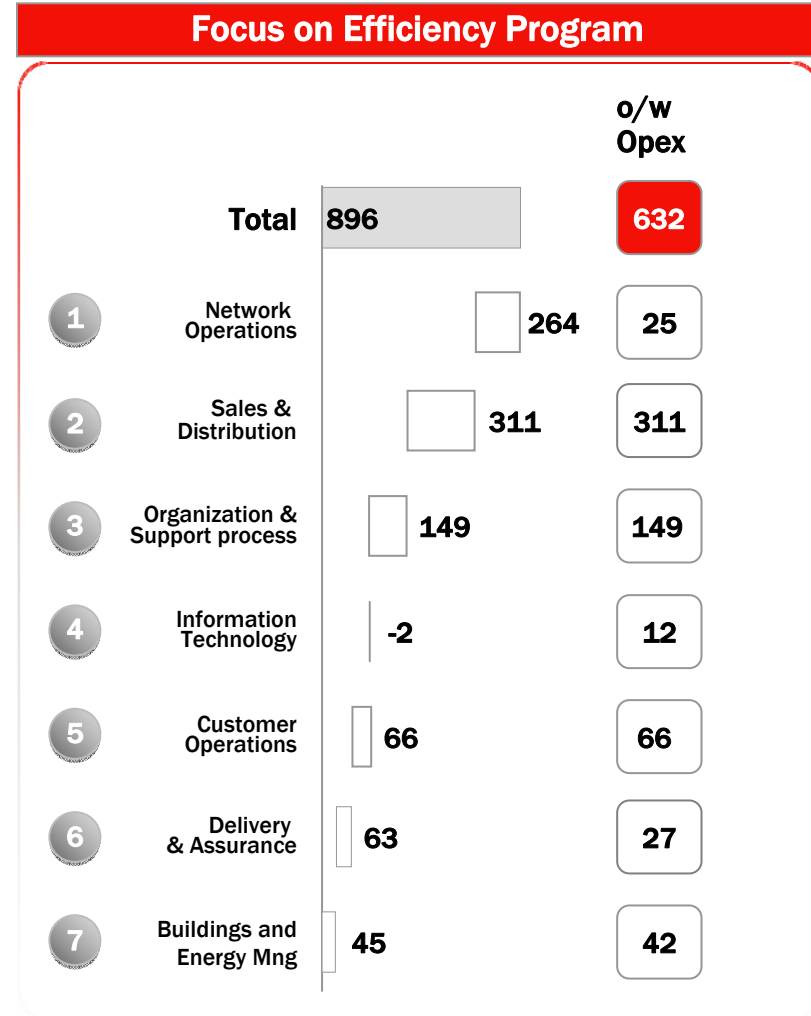 Focus on Efficiency Program
o/w
Opex
Total 896 632
1 Network
Operations 264 25
2 Sales &
Distribution 311 311
3 Organization &
Support process 149 149
4 Information
Technology -2 12
5 Customer
Operations 66 66
6 Delivery
& Assurance 63 27
7 Buildings and
Energy Mng 45 42